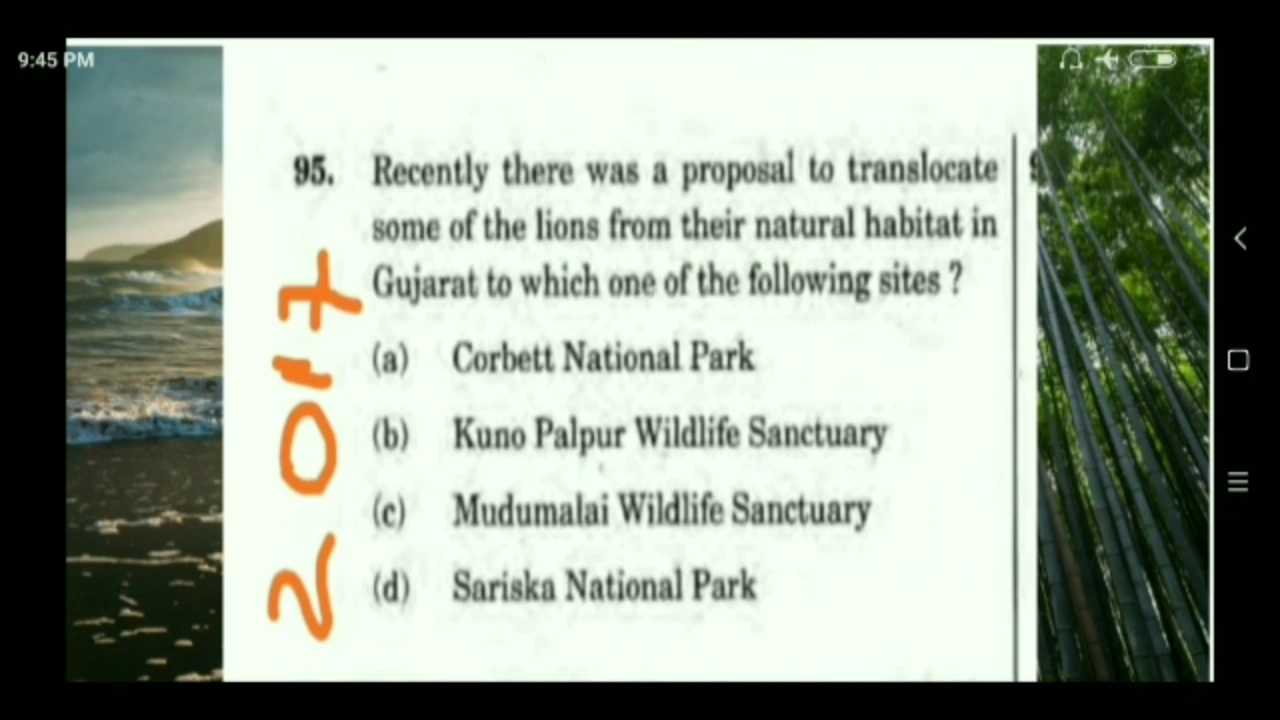 9:45 PM
95. Recently there was a proposal to translocate
some of the lions from their natural habitat in
Gujarat to which one of the following sites ?
(a) Corbett National Park
(b) Kuno Palpur Wildlife Sanctuary
(c) Mudumalai Wildlife Sanctuary
(d) Sariska National Park
2017